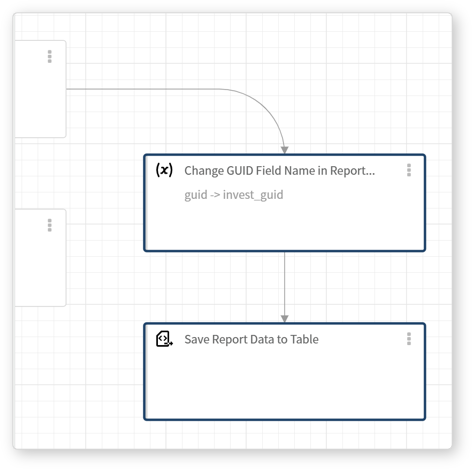 (x) Change GUID Field Name in Report...
guid -> invest_guid
Save Report Data to Table